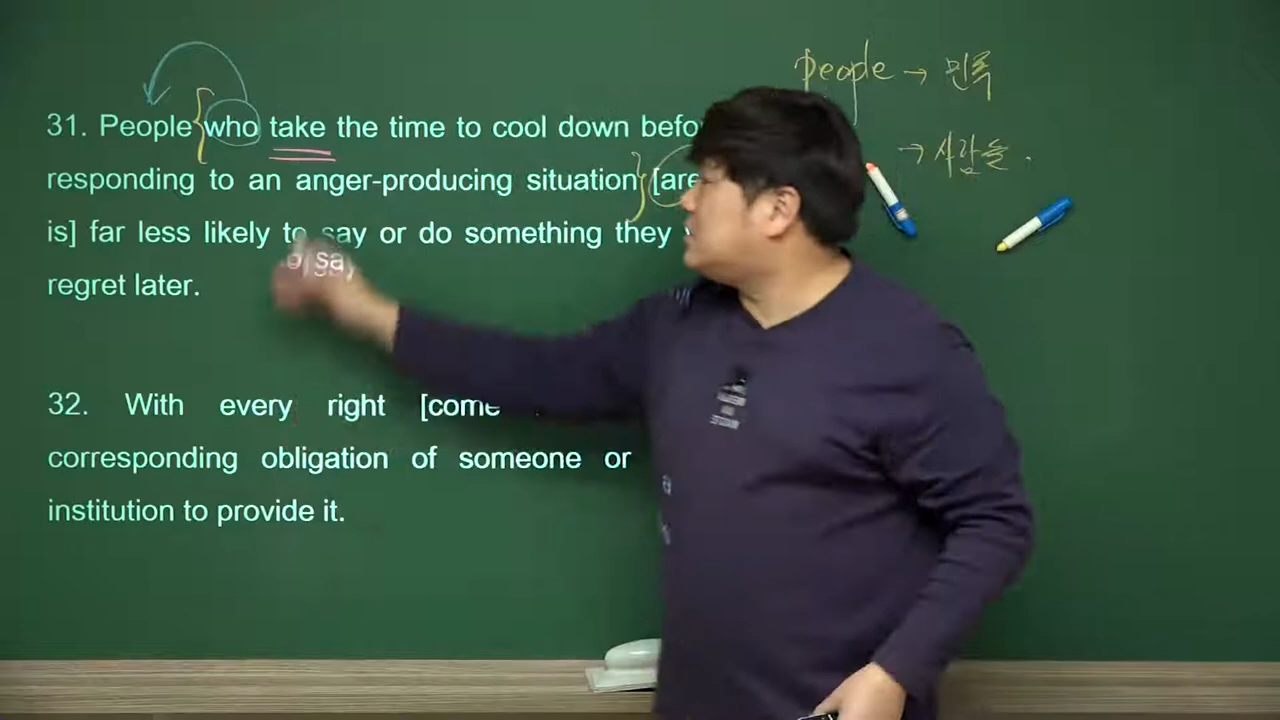 people → 민족
→ 사람들.
31. People {who take the time to cool down
responding to an anger-producing situation} [are
is] far less likely to say or do something they
regret later.
32. With every right [come
corresponding obligation of someone or
institution to provide it.